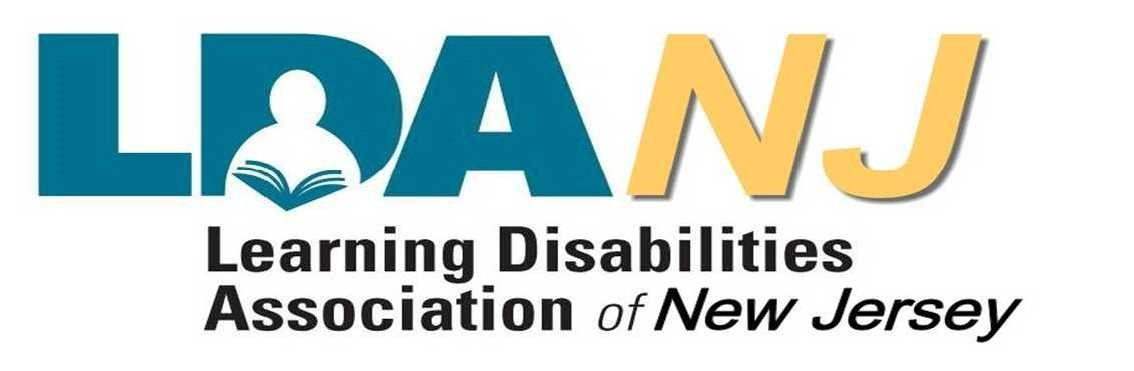 LDANJ
Learning Disabilities
Association of New Jersey